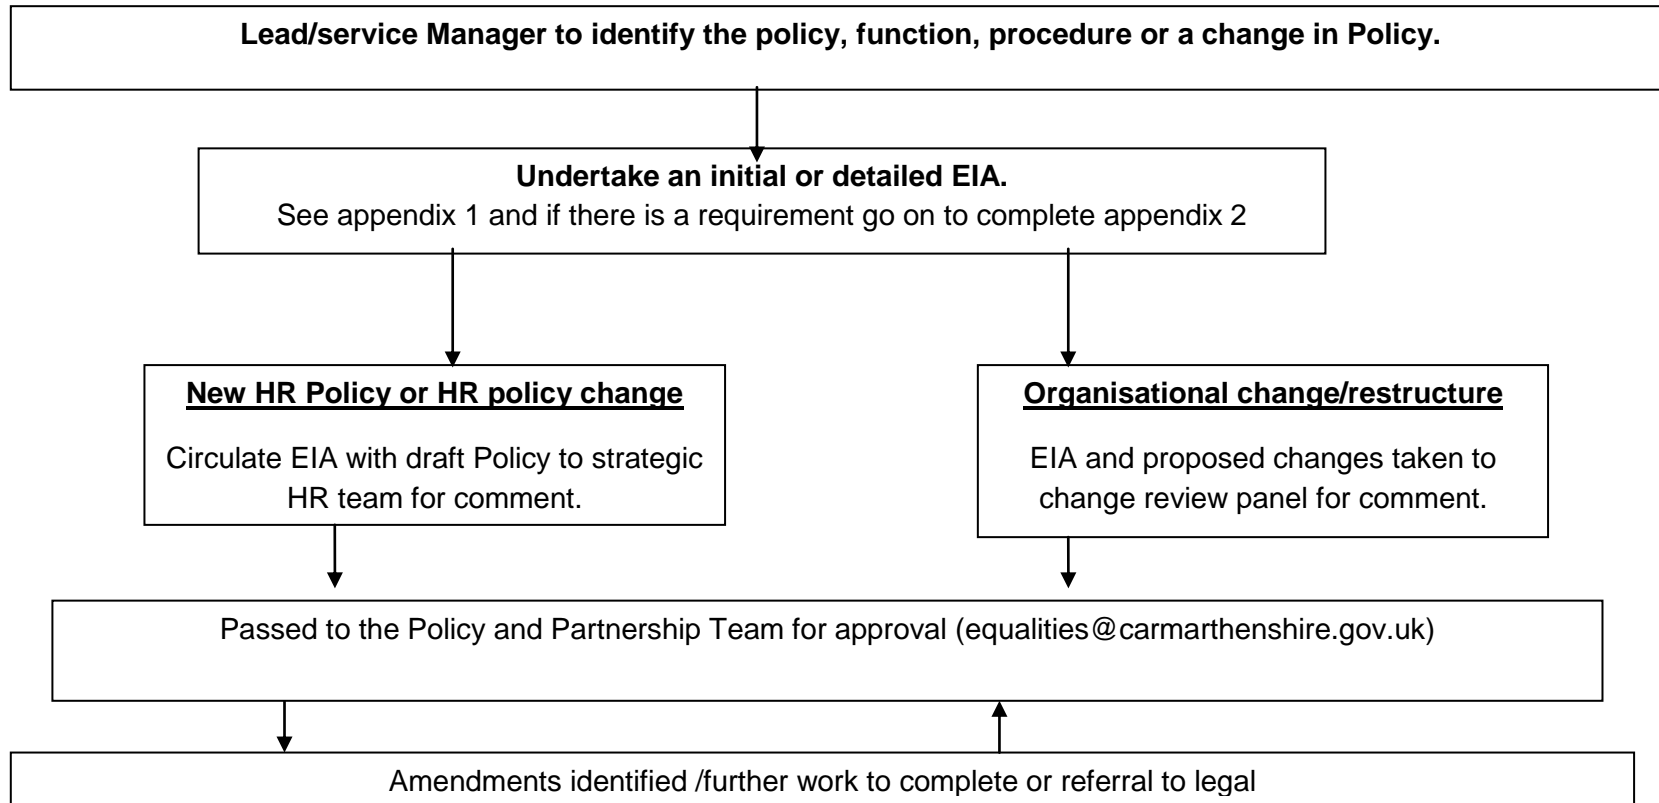 Lead/service Manager to identify the policy, function, procedure or a change in Policy.
Undertake an initial or detailed EIA.
See appendix 1 and if there is a requirement go on to complete appendix 2
New HR Policy or HR policy change
Circulate EIA with draft Policy to strategic
HR team for comment.
Organisational change/restructure
EIA and proposed changes taken to
change review panel for comment.
Passed to the Policy and Partnership Team for approval (equalities@carmarthenshire.gov.uk)
Amendments identified /further work to complete or referral to legal